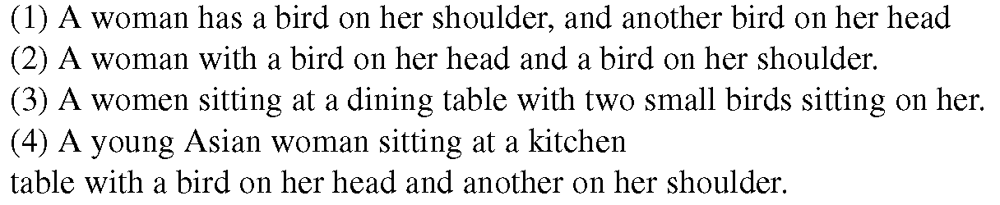 (1) A woman has a bird on her shoulder, and another bird on her head
(2) A woman with a bird on her head and a bird on her shoulder.
(3) A women sitting at a dining table with two small birds sitting on her.
(4) A young Asian woman sitting at a kitchen
table with a bird on her head and another on her shoulder.